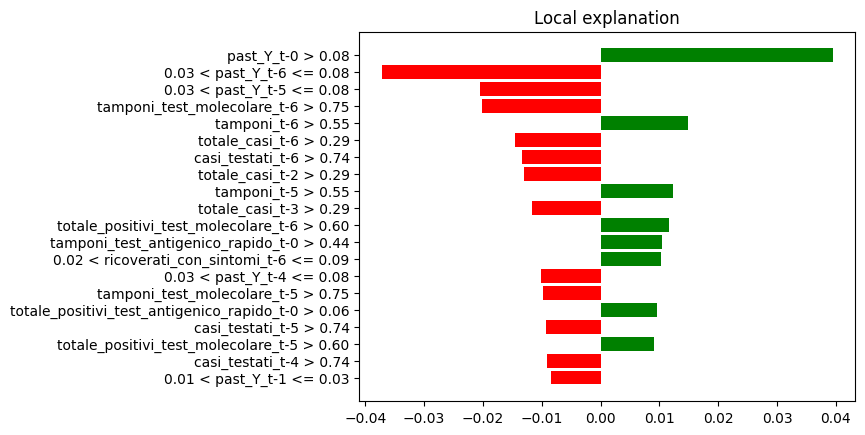 Local explanation
past_Y_t-0 > 0.08
0.03 < past_Y_t-6 <= 0.08
0.03 < past_Y_t-5 <= 0.08
tamponi_test_molecolare_t-6 > 0.75
tamponi_t-6 > 0.55
totale_casi_t-6 > 0.29
casi_testati_t-6 > 0.74
totale_casi_t-2 > 0.29
tamponi_t-5 > 0.55
totale_casi_t-3 > 0.29
totale_positivi_test_molecolare_t-6 > 0.60
tamponi_test_antigenico_rapido_t-0 > 0.44
0.02 < ricoverati_con_sintomi_t-6 <= 0.09
0.03 < past_Y_t-4 <= 0.08
tamponi_test_molecolare_t-5 > 0.75
totale_positivi_test_antigenico_rapido_t-0 > 0.06
casi_testati_t-5 > 0.74
totale_positivi_test_molecolare_t-5 > 0.60
casi_testati_t-4 > 0.74
0.01 < past_Y_t-1 <= 0.03
−0.04 −0.03 −0.02 −0.01 0.00 0.01 0.02 0.03 0.04